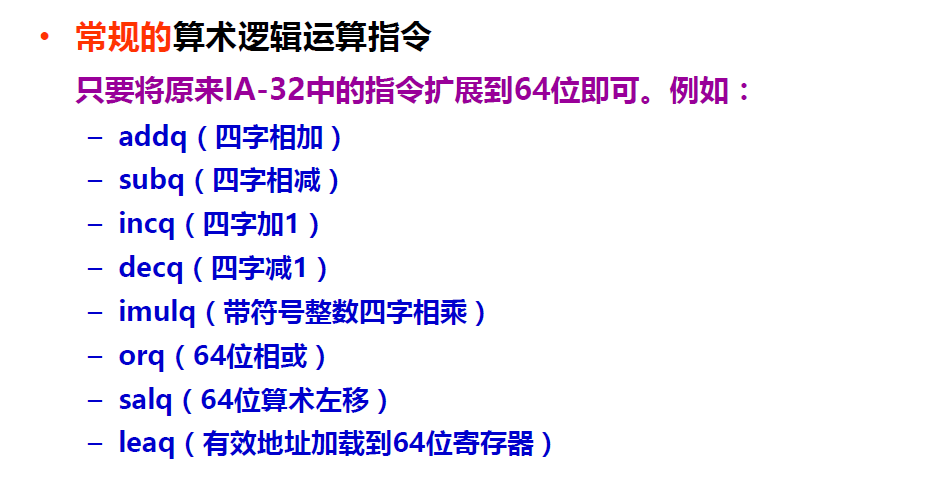 • 常规的算术逻辑运算指令
只要将原来IA-32中的指令扩展到64位即可。例如：
– addq（四字相加）
– subq（四字相减）
– incq（四字加1）
– decq（四字减1）
– imulq（带符号整数四字相乘）
– orq（64位相或）
– salq（64位算术左移）
– leaq（有效地址加载到64位寄存器）